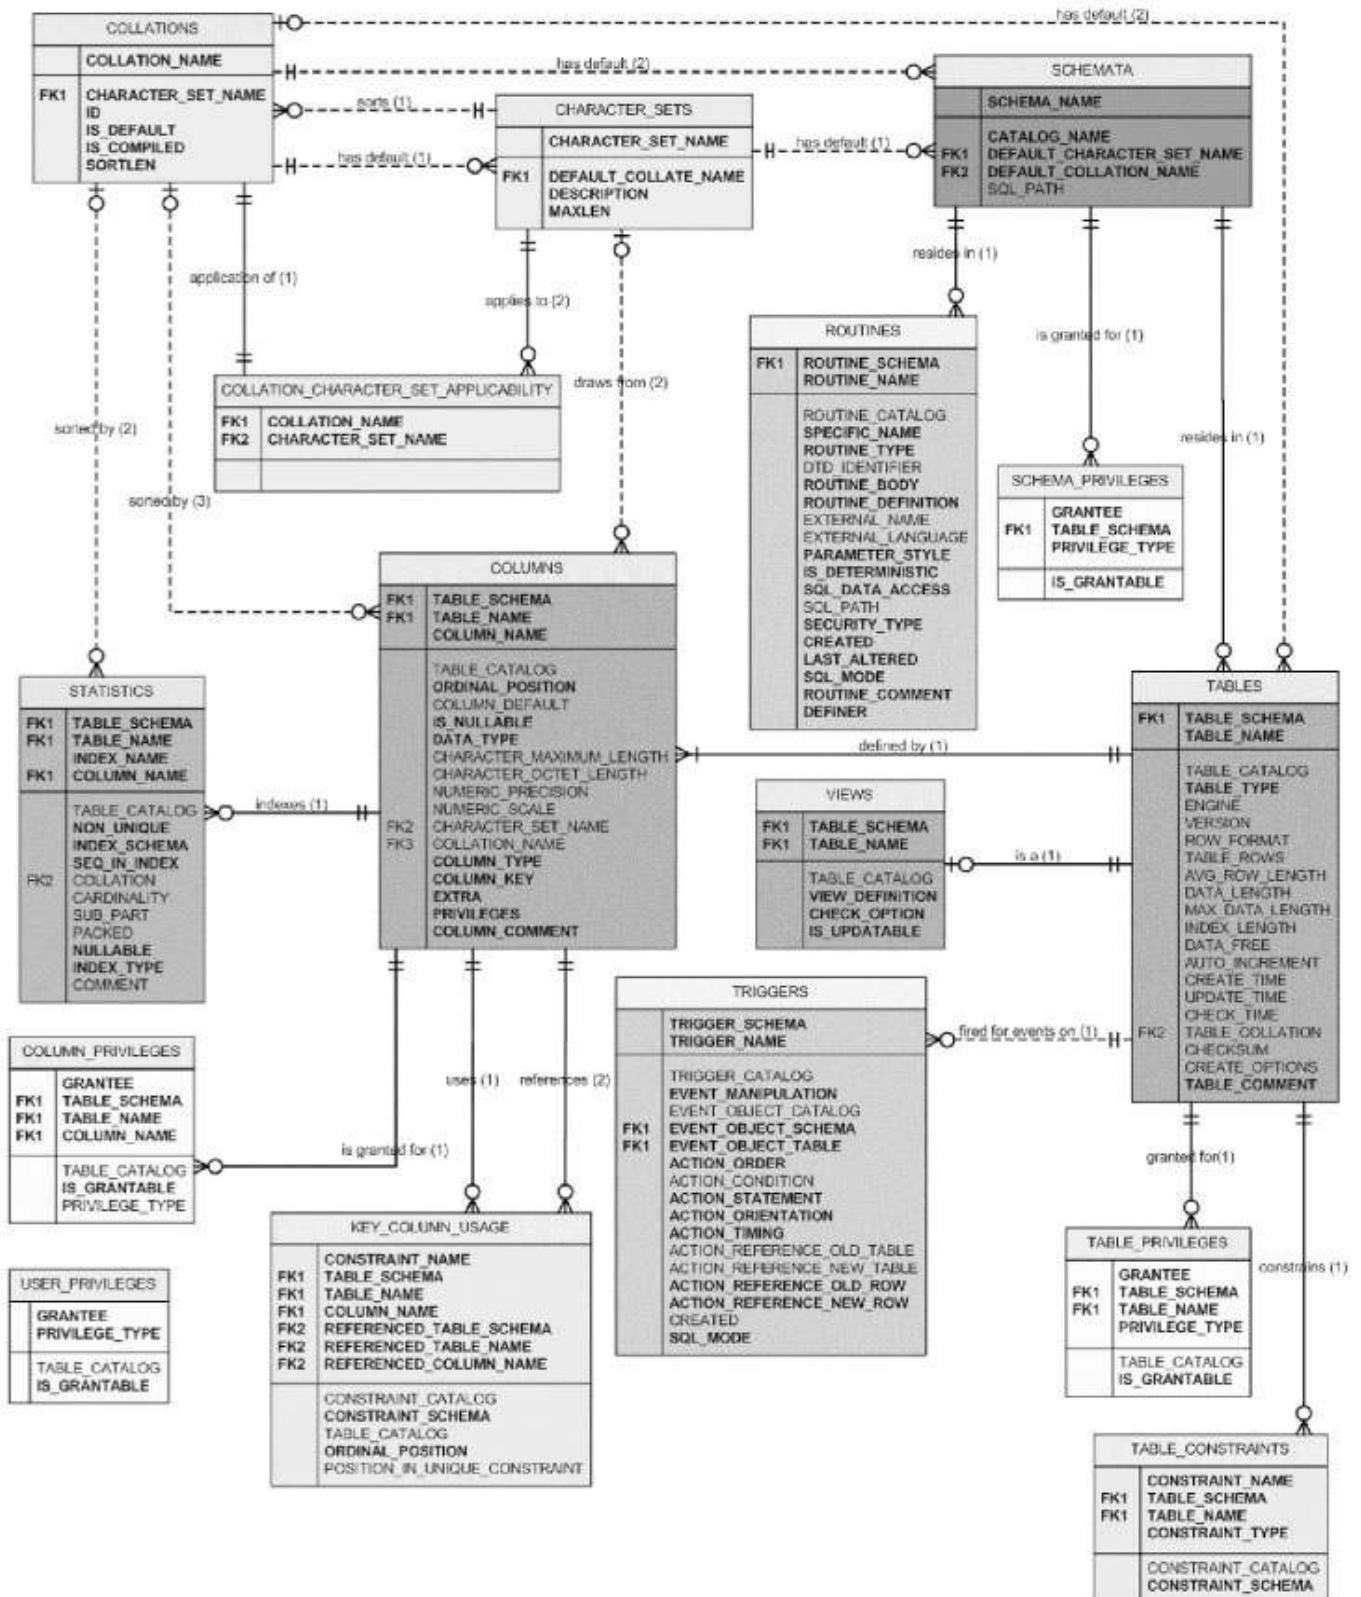 COLLATIONS
COLLATION_NAME
FK1 CHARACTER_SET_NAME
ID
IS_DEFAULT
IS_COMPILED
SORTLEN
has default (2)
has default (2)
sorts (1)
has default (1)
CHARACTER_SETS
CHARACTER_SET_NAME
FK1 DEFAULT_COLLATE_NAME
DESCRIPTION
MAXLEN
has default (1)
SCHEMATA
SCHEMA_NAME
CATALOG_NAME
FK1 DEFAULT_CHARACTER_SET_NAME
FK2 DEFAULT_COLLATION_NAME
SQL_PATH
application of (1)
applies to (2)
draws from (2)
sorted by (2)
sorted by (3)
resides in (1)
is granted for (1)
resides in (1)
COLLATION_CHARACTER_SET_APPLICABILITY
FK1 COLLATION_NAME
FK2 CHARACTER_SET_NAME
ROUTINES
FK1 ROUTINE_SCHEMA
ROUTINE_NAME
ROUTINE_CATALOG
SPECIFIC_NAME
ROUTINE_TYPE
DTD_IDENTIFIER
ROUTINE_BODY
ROUTINE_DEFINITION
EXTERNAL_NAME
EXTERNAL_LANGUAGE
PARAMETER_STYLE
IS_DETERMINISTIC
SQL_DATA_ACCESS
SQL_PATH
SECURITY_TYPE
CREATED
LAST_ALTERED
SQL_MODE
ROUTINE_COMMENT
DEFINER
SCHEMA_PRIVILEGES
GRANTEE
FK1 TABLE_SCHEMA
PRIVILEGE_TYPE
IS_GRANTABLE
COLUMNS
FK1 TABLE_SCHEMA
FK1 TABLE_NAME
COLUMN_NAME
TABLE_CATALOG
ORDINAL_POSITION
COLUMN_DEFAULT
IS_NULLABLE
DATA_TYPE
CHARACTER_MAXIMUM_LENGTH
CHARACTER_OCTET_LENGTH
NUMERIC_PRECISION
NUMERIC_SCALE
FK2 CHARACTER_SET_NAME
FK3 COLLATION_NAME
COLUMN_TYPE
COLUMN_KEY
EXTRA
PRIVILEGES
COLUMN_COMMENT
STATISTICS
FK1 TABLE_SCHEMA
FK1 TABLE_NAME
INDEX_NAME
FK1 COLUMN_NAME
TABLE_CATALOG
NON_UNIQUE
INDEX_SCHEMA
SEQ_IN_INDEX
FK2 COLLATION
CARDINALITY
SUB_PART
PACKED
NULLABLE
INDEX_TYPE
COMMENT
indexes (1)
defined by (1)
TABLES
FK1 TABLE_SCHEMA
TABLE_NAME
TABLE_CATALOG
TABLE_TYPE
ENGINE
VERSION
ROW_FORMAT
TABLE_ROWS
AVG_ROW_LENGTH
DATA_LENGTH
MAX_DATA_LENGTH
INDEX_LENGTH
DATA_FREE
AUTO_INCREMENT
CREATE_TIME
UPDATE_TIME
CHECK_TIME
FK2 TABLE_COLLATION
CHECKSUM
CREATE_OPTIONS
TABLE_COMMENT
VIEWS
FK1 TABLE_SCHEMA
FK1 TABLE_NAME
TABLE_CATALOG
VIEW_DEFINITION
CHECK_OPTION
IS_UPDATABLE
is a (1)
TRIGGERS
TRIGGER_SCHEMA
TRIGGER_NAME
TRIGGER_CATALOG
EVENT_MANIPULATION
EVENT_OBJECT_CATALOG
FK1 EVENT_OBJECT_SCHEMA
FK1 EVENT_OBJECT_TABLE
ACTION_ORDER
ACTION_CONDITION
ACTION_STATEMENT
ACTION_ORIENTATION
ACTION_TIMING
ACTION_REFERENCE_OLD_TABLE
ACTION_REFERENCE_NEW_TABLE
ACTION_REFERENCE_OLD_ROW
ACTION_REFERENCE_NEW_ROW
CREATED
SQL_MODE
fired for events on (1)
COLUMN_PRIVILEGES
GRANTEE
FK1 TABLE_SCHEMA
FK1 TABLE_NAME
FK1 COLUMN_NAME
TABLE_CATALOG
IS_GRANTABLE
PRIVILEGE_TYPE
is granted for (1)
uses (1)
references (2)
USER_PRIVILEGES
GRANTEE
PRIVILEGE_TYPE
TABLE_CATALOG
IS_GRANTABLE
KEY_COLUMN_USAGE
CONSTRAINT_NAME
FK1 TABLE_SCHEMA
FK1 TABLE_NAME
FK1 COLUMN_NAME
FK2 REFERENCED_TABLE_SCHEMA
FK2 REFERENCED_TABLE_NAME
FK2 REFERENCED_COLUMN_NAME
CONSTRAINT_CATALOG
CONSTRAINT_SCHEMA
TABLE_CATALOG
ORDINAL_POSITION
POSITION_IN_UNIQUE_CONSTRAINT
granted for(1)
constrains (1)
TABLE_PRIVILEGES
GRANTEE
FK1 TABLE_SCHEMA
FK1 TABLE_NAME
PRIVILEGE_TYPE
TABLE_CATALOG
IS_GRANTABLE
TABLE_CONSTRAINTS
CONSTRAINT_NAME
FK1 TABLE_SCHEMA
FK1 TABLE_NAME
CONSTRAINT_TYPE
CONSTRAINT_CATALOG
CONSTRAINT_SCHEMA